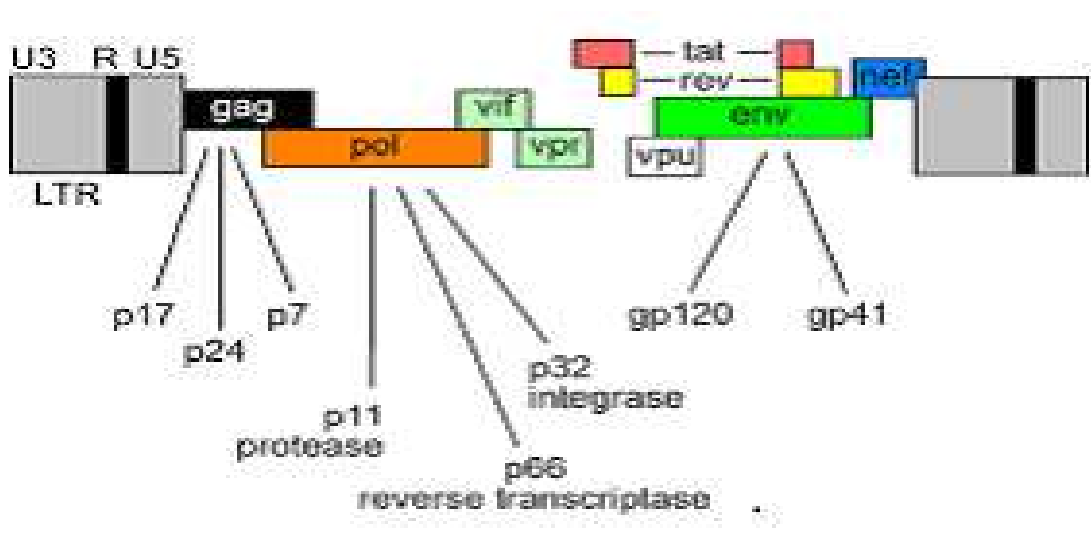 U3 R U5
tat
rev
nef
gag
vif
env
pol
vpr
vpu
LTR
p17
p7
gp120
gp41
p24
p32
integrase
p11
protease
p66
reverse transcriptase